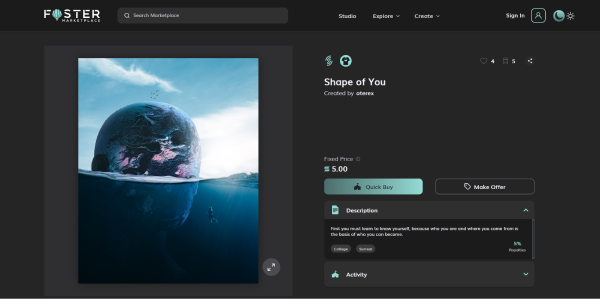 FOSTER
MARKETPLACE
Search Marketplace
Studio
Explore
Create
Sign In
4
5
Shape of You
Created by oterex
Fixed Price
5.00
Quick Buy
Make Offer
Description
First you must learn to know yourself, because who you are and where you come from is
the basis of who you can become.
Collage
Surreal
5%
Royalties
Activity